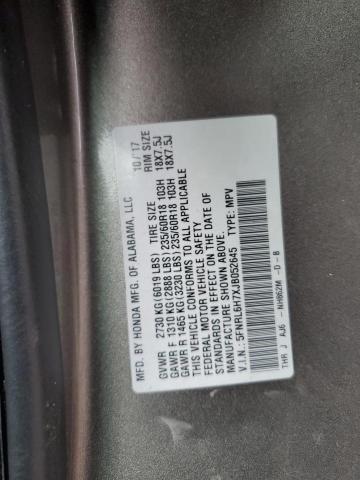 MFD. BY HONDA MFG. OF ALABAMA, LLC 10/17
TIRE SIZE RIM SIZE
GVWR 2730 KG(6019 LBS)
GAWR F 1310 KG(2888 LBS) 235/60R18 103H 18X7.5J
GAWR R 1465 KG(3230 LBS) 235/60R18 103H 18X7.5J
THIS VEHICLE CONFORMS TO ALL APPLICABLE
FEDERAL MOTOR VEHICLE SAFETY
STANDARDS IN EFFECT ON THE DATE OF
MANUFACTURE SHOWN ABOVE.
V.I.N.: 5FNRL6H7XJB052645 TYPE: MPV
THR J AJ6 - NH862M -D-B